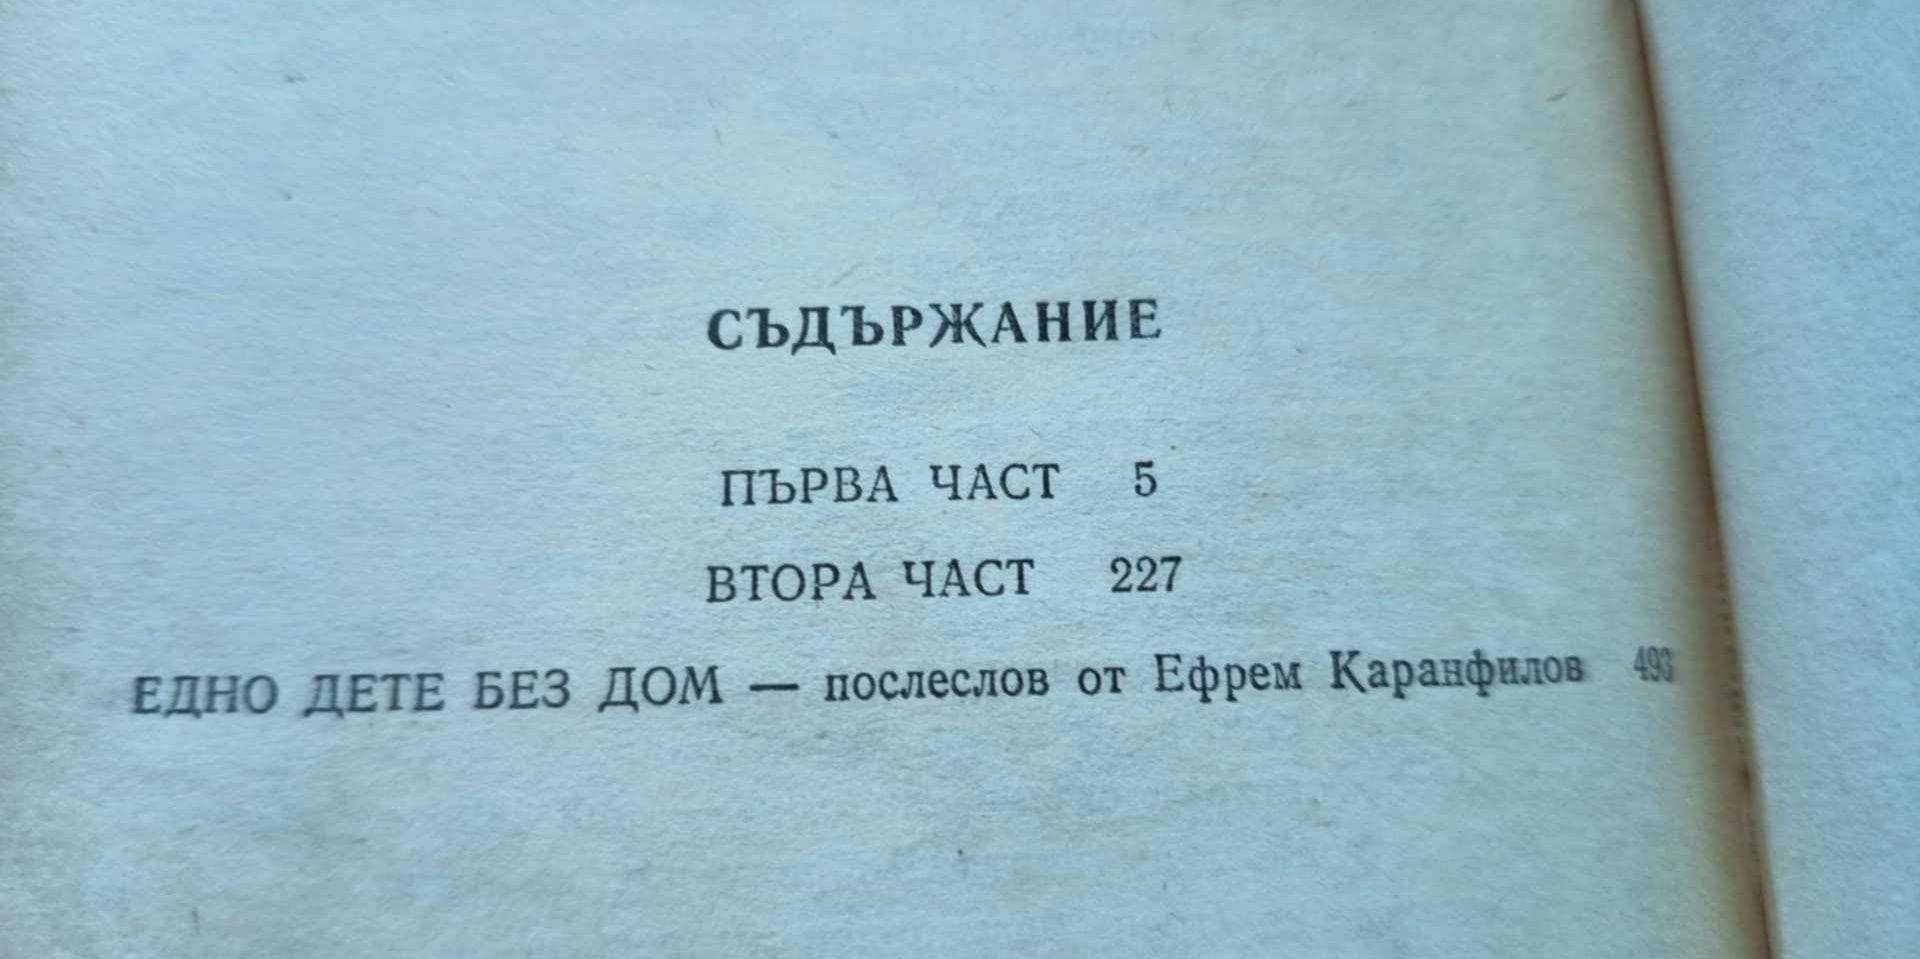 СЪДЪРЖАНИЕ
ПЪРВА ЧАСТ 5
ВТОРА ЧАСТ 227
ЕДНО ДЕТЕ БЕЗ ДОМ — послеслов от Ефрем Каранфилов 493